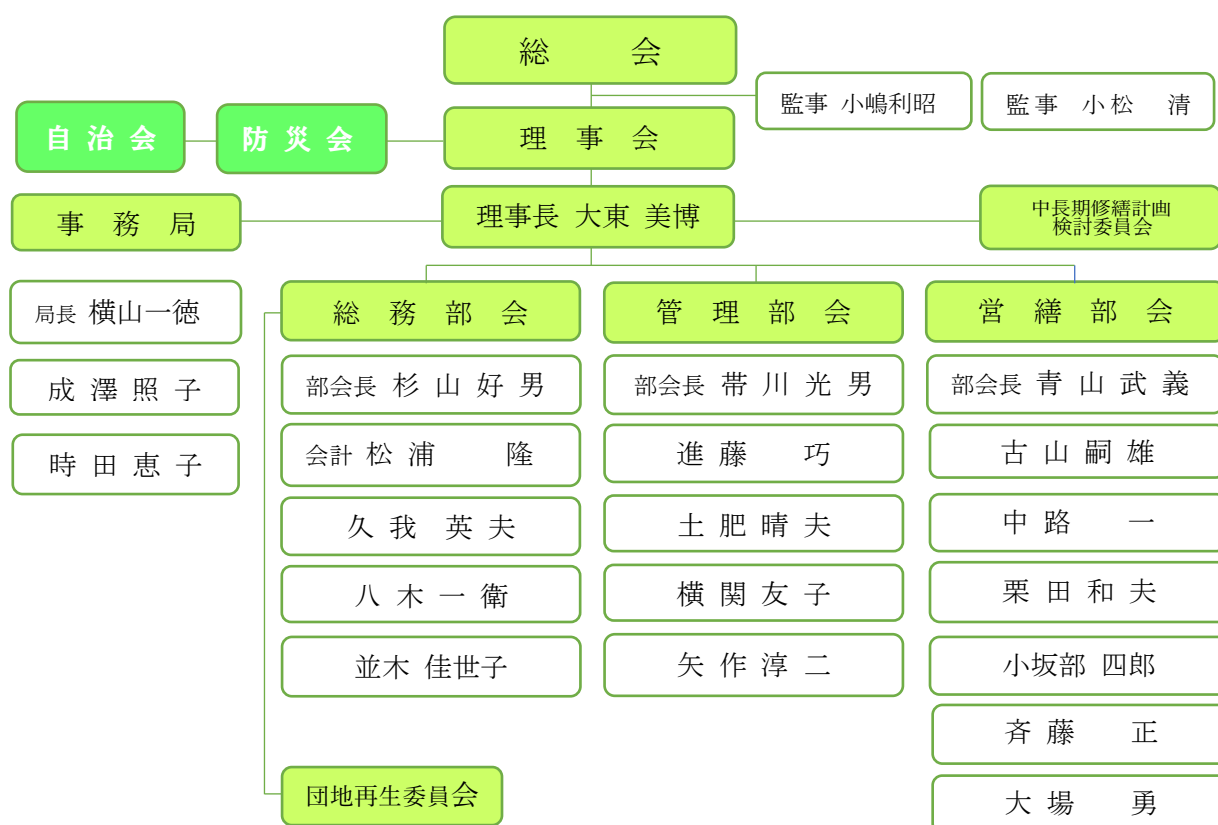 総　　会
監事 小嶋利昭
監事 小松　清
自治会
防災会
理　事　会
事　務　局
理事長 大東 美博
中長期修繕計画
検討委員会
局長 横山一徳
成澤照子
時田恵子
総　務　部　会
部会長 杉山好男
会計 松浦　隆
久我 英夫
八木一衛
並木 佳世子
団地再生委員会
管　理　部　会
部会長 帯川光男
進藤　巧
土肥晴夫
横関友子
矢作淳二
営　繕　部　会
部会長 青山武義
古山嗣雄
中路　一
栗田和夫
小坂部 四郎
斉藤　正
大場　勇